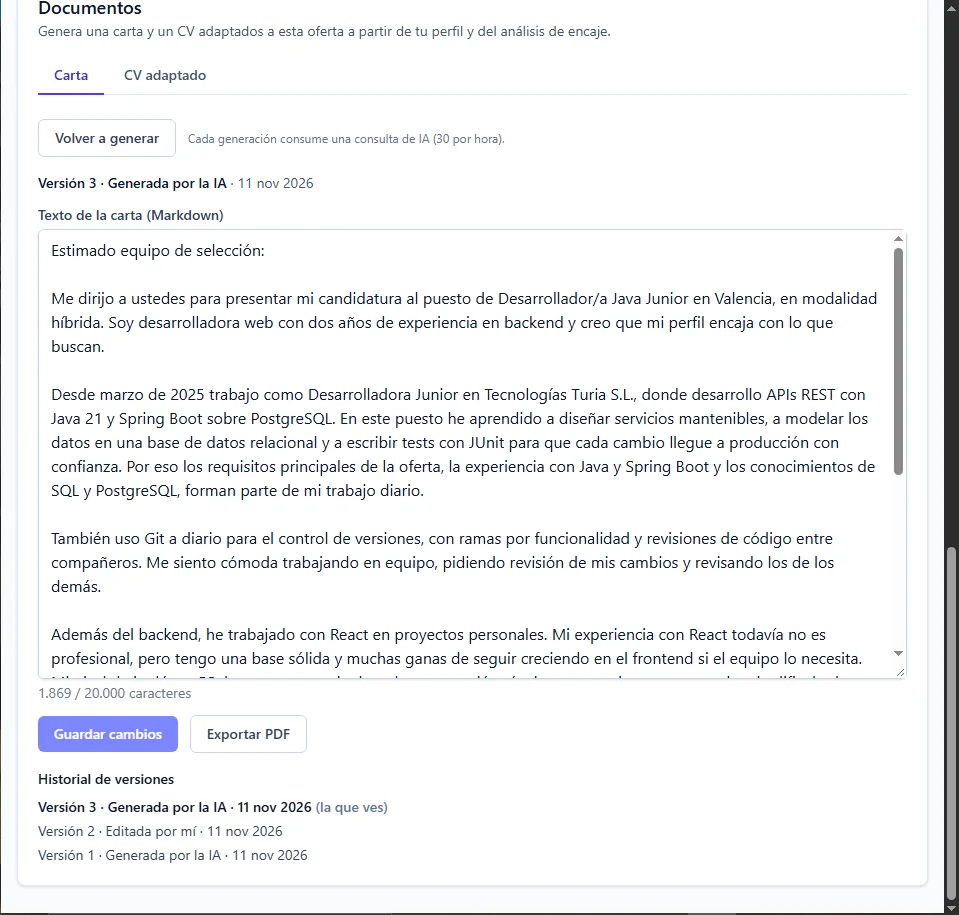 Documentos
Genera una carta y un CV adaptados a esta oferta a partir de tu perfil y del análisis de encaje.
Carta
CV adaptado
Volver a generar
Cada generación consume una consulta de IA (30 por hora).
Versión 3 · Generada por la IA · 11 nov 2026
Texto de la carta (Markdown)
Estimado equipo de selección:
Me dirijo a ustedes para presentar mi candidatura al puesto de Desarrollador/a Java Junior en Valencia, en modalidad
híbrida. Soy desarrolladora web con dos años de experiencia en backend y creo que mi perfil encaja con lo que
buscan.
Desde marzo de 2025 trabajo como Desarrolladora Junior en Tecnologías Turia S.L., donde desarrollo APIs REST con
Java 21 y Spring Boot sobre PostgreSQL. En este puesto he aprendido a diseñar servicios mantenibles, a modelar los
datos en una base de datos relacional y a escribir tests con JUnit para que cada cambio llegue a producción con
confianza. Por eso los requisitos principales de la oferta, la experiencia con Java y Spring Boot y los conocimientos de
SQL y PostgreSQL, forman parte de mi trabajo diario.
También uso Git a diario para el control de versiones, con ramas por funcionalidad y revisiones de código entre
compañeros. Me siento cómoda trabajando en equipo, pidiendo revisión de mis cambios y revisando los de los
demás.
Además del backend, he trabajado con React en proyectos personales. Mi experiencia con React todavía no es
profesional, pero tengo una base sólida y muchas ganas de seguir creciendo en el frontend si el equipo lo necesita.
1.869 / 20.000 caracteres
Guardar cambios
Exportar PDF
Historial de versiones
Versión 3 · Generada por la IA · 11 nov 2026 (la que ves)
Versión 2 · Editada por mí · 11 nov 2026
Versión 1 · Generada por la IA · 11 nov 2026